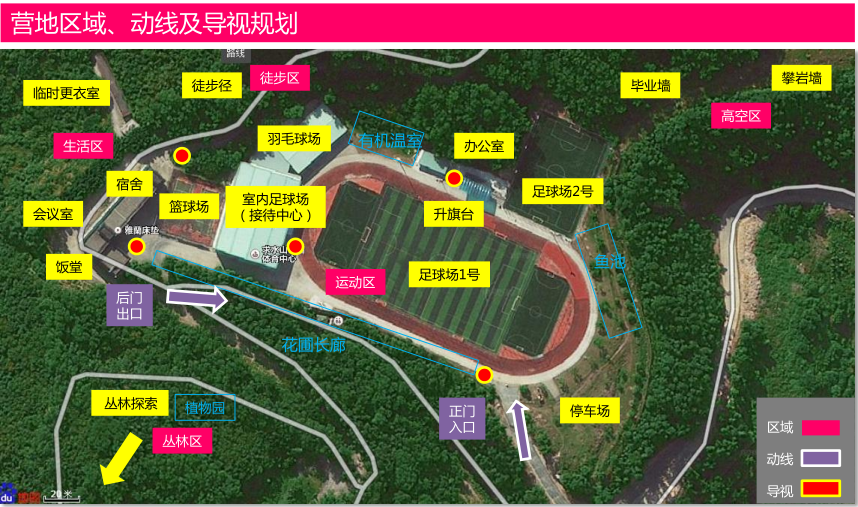 营地区域、动线及导视规划
路线
临时更衣室
徒步径
徒步区
毕业墙
攀岩墙
高空区
生活区
羽毛球场
有机温室
办公室
宿舍
篮球场
室内足球场
（接待中心）
足球场2号
会议室
升旗台
雅蘭床垫
求水山
体育中心
饭堂
运动区
足球场1号
鱼池
后门
出口
花圃长廊
丛林探索
植物园
正门
入口
停车场
丛林区
区域
动线
导视
20 米
du